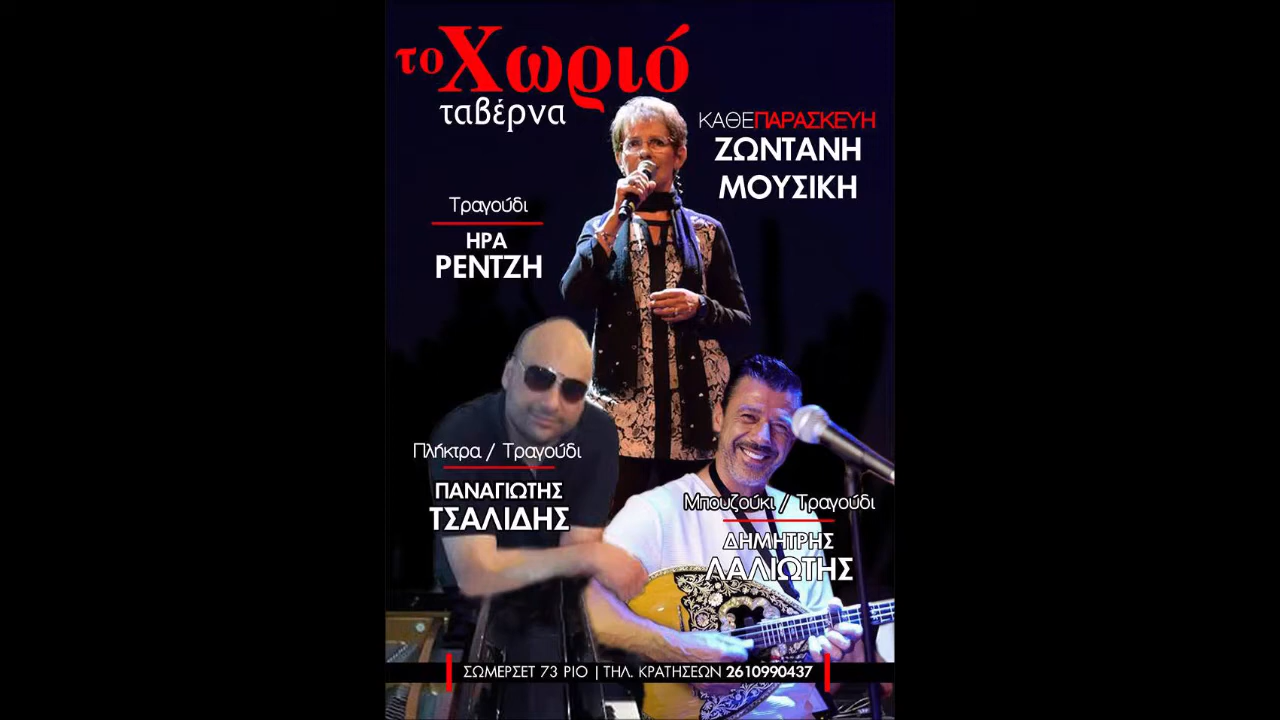 το Χωριό
ταβέρνα
ΚΑΘΕ ΠΑΡΑΣΚΕΥΗ
ΖΩΝΤΑΝΗ
ΜΟΥΣΙΚΗ
Τραγούδι
ΗΡΑ
ΡΕΝΤΖΗ
Πλήκτρα / Τραγούδι
ΠΑΝΑΓΙΩΤΗΣ
ΤΣΑΛΙΔΗΣ
Μπουζούκι / Τραγούδι
ΔΗΜΗΤΡΗΣ
ΛΑΛΙΩΤΗΣ
ΣΩΜΕΡΣΕΤ 73 ΡΙΟ | ΤΗΛ. ΚΡΑΤΗΣΕΩΝ 2610990437